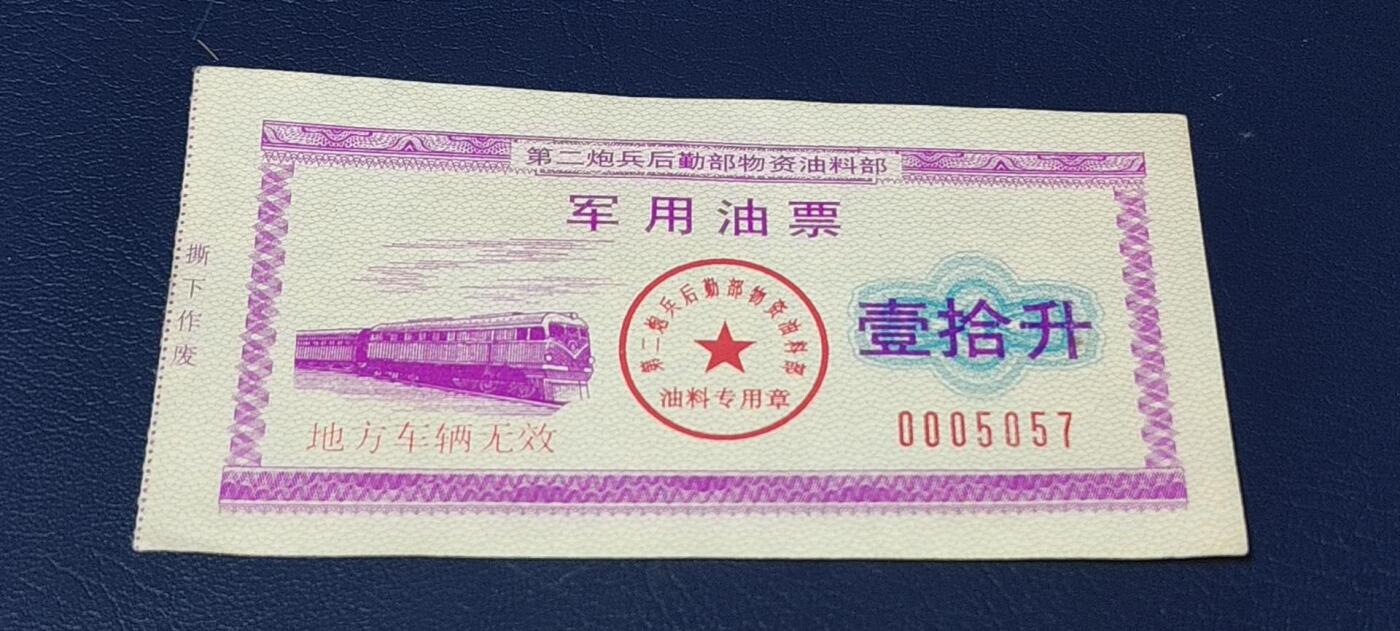 第二炮兵后勤部物资油料部
军用油票
撕下作废
第二炮兵后勤部物资油料部
油料专用章
壹拾升
0005057
地方车辆无效